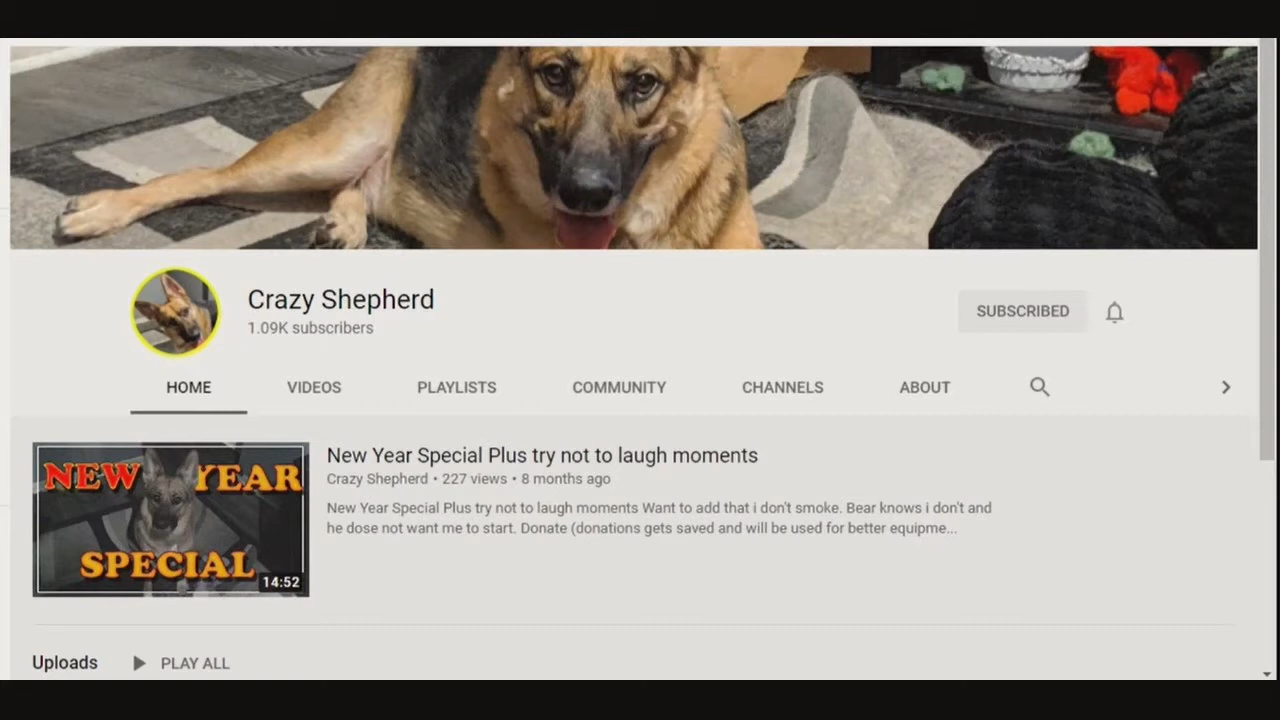 Crazy Shepherd
1.09K subscribers
SUBSCRIBED
HOME
VIDEOS
PLAYLISTS
COMMUNITY
CHANNELS
ABOUT
NEW YEAR
SPECIAL
14:52
New Year Special Plus try not to laugh moments
Crazy Shepherd • 227 views • 8 months ago
New Year Special Plus try not to laugh moments Want to add that i don't smoke. Bear knows i don't and
he dose not want me to start. Donate (donations gets saved and will be used for better equipme...
Uploads
PLAY ALL